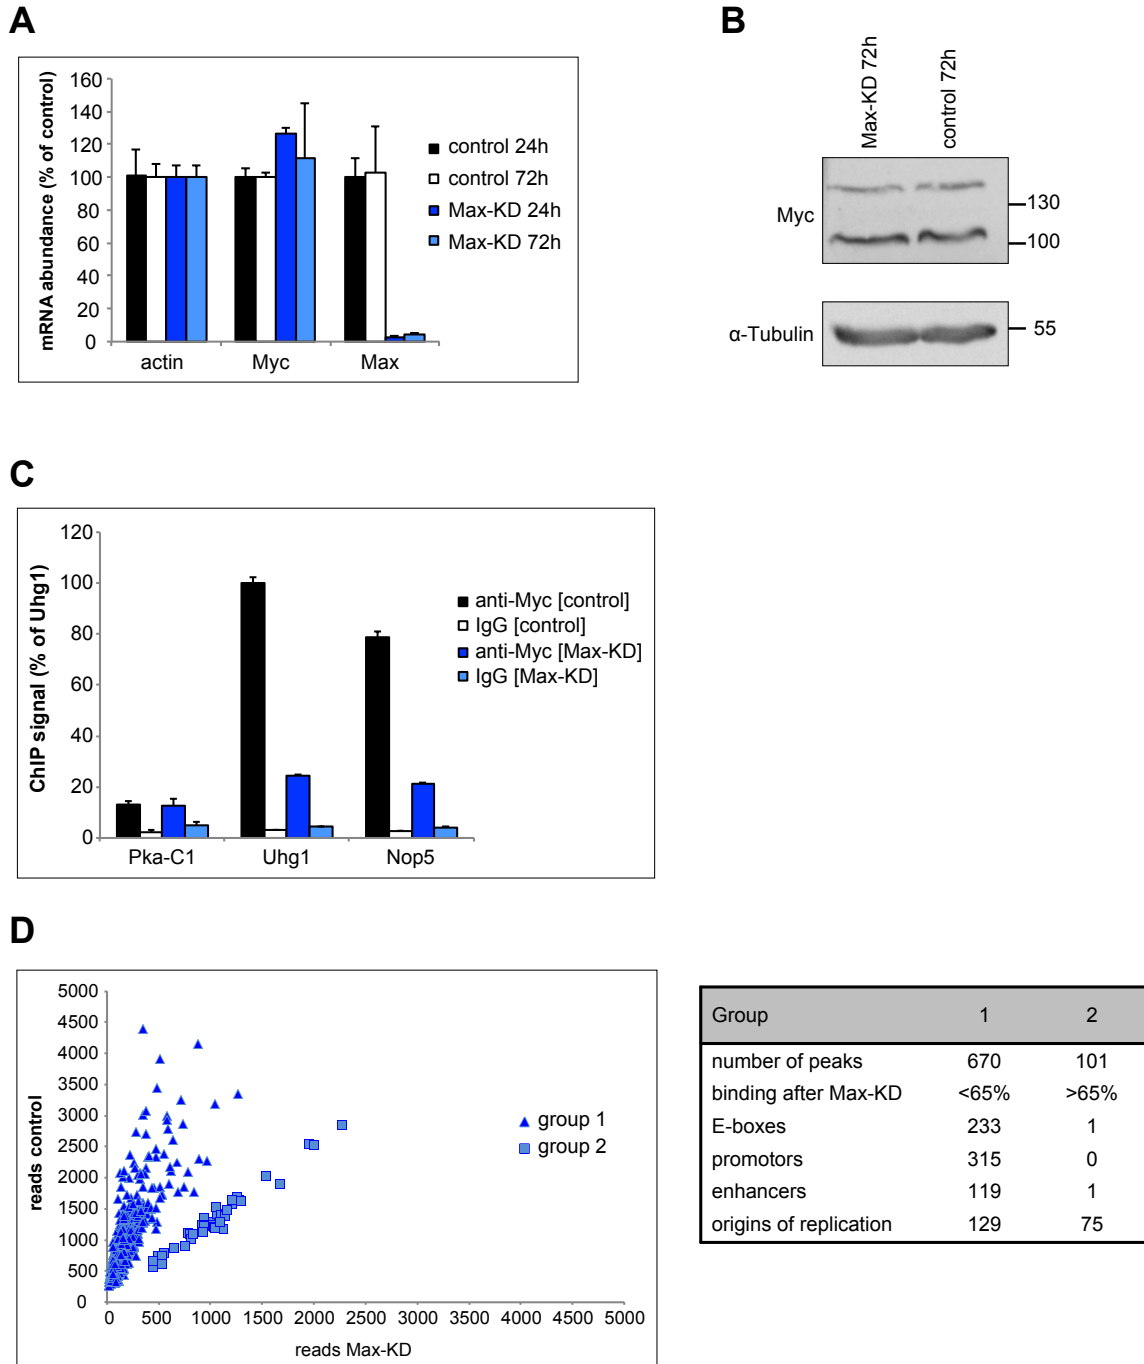 A
mRNA abundance (% of control)
160
140
120
100
80
60
40
20
0
actin Myc Max
control 24h
control 72h
Max-KD 24h
Max-KD 72h
B
Max-KD 72h
control 72h
Myc
130
100
α-Tubulin
55
C
ChIP signal (% of Uhg1)
120
100
80
60
40
20
0
Pka-C1 Uhg1 Nop5
anti-Myc [control]
IgG [control]
anti-Myc [Max-KD]
IgG [Max-KD]
D
reads control
5000
4500
4000
3500
3000
2500
2000
1500
1000
500
0
0 500 1000 1500 2000 2500 3000 3500 4000 4500 5000
reads Max-KD
group 1
group 2
Group 1 2
number of peaks 670 101
binding after Max-KD <65% >65%
E-boxes 233 1
promotors 315 0
enhancers 119 1
origins of replication 129 75